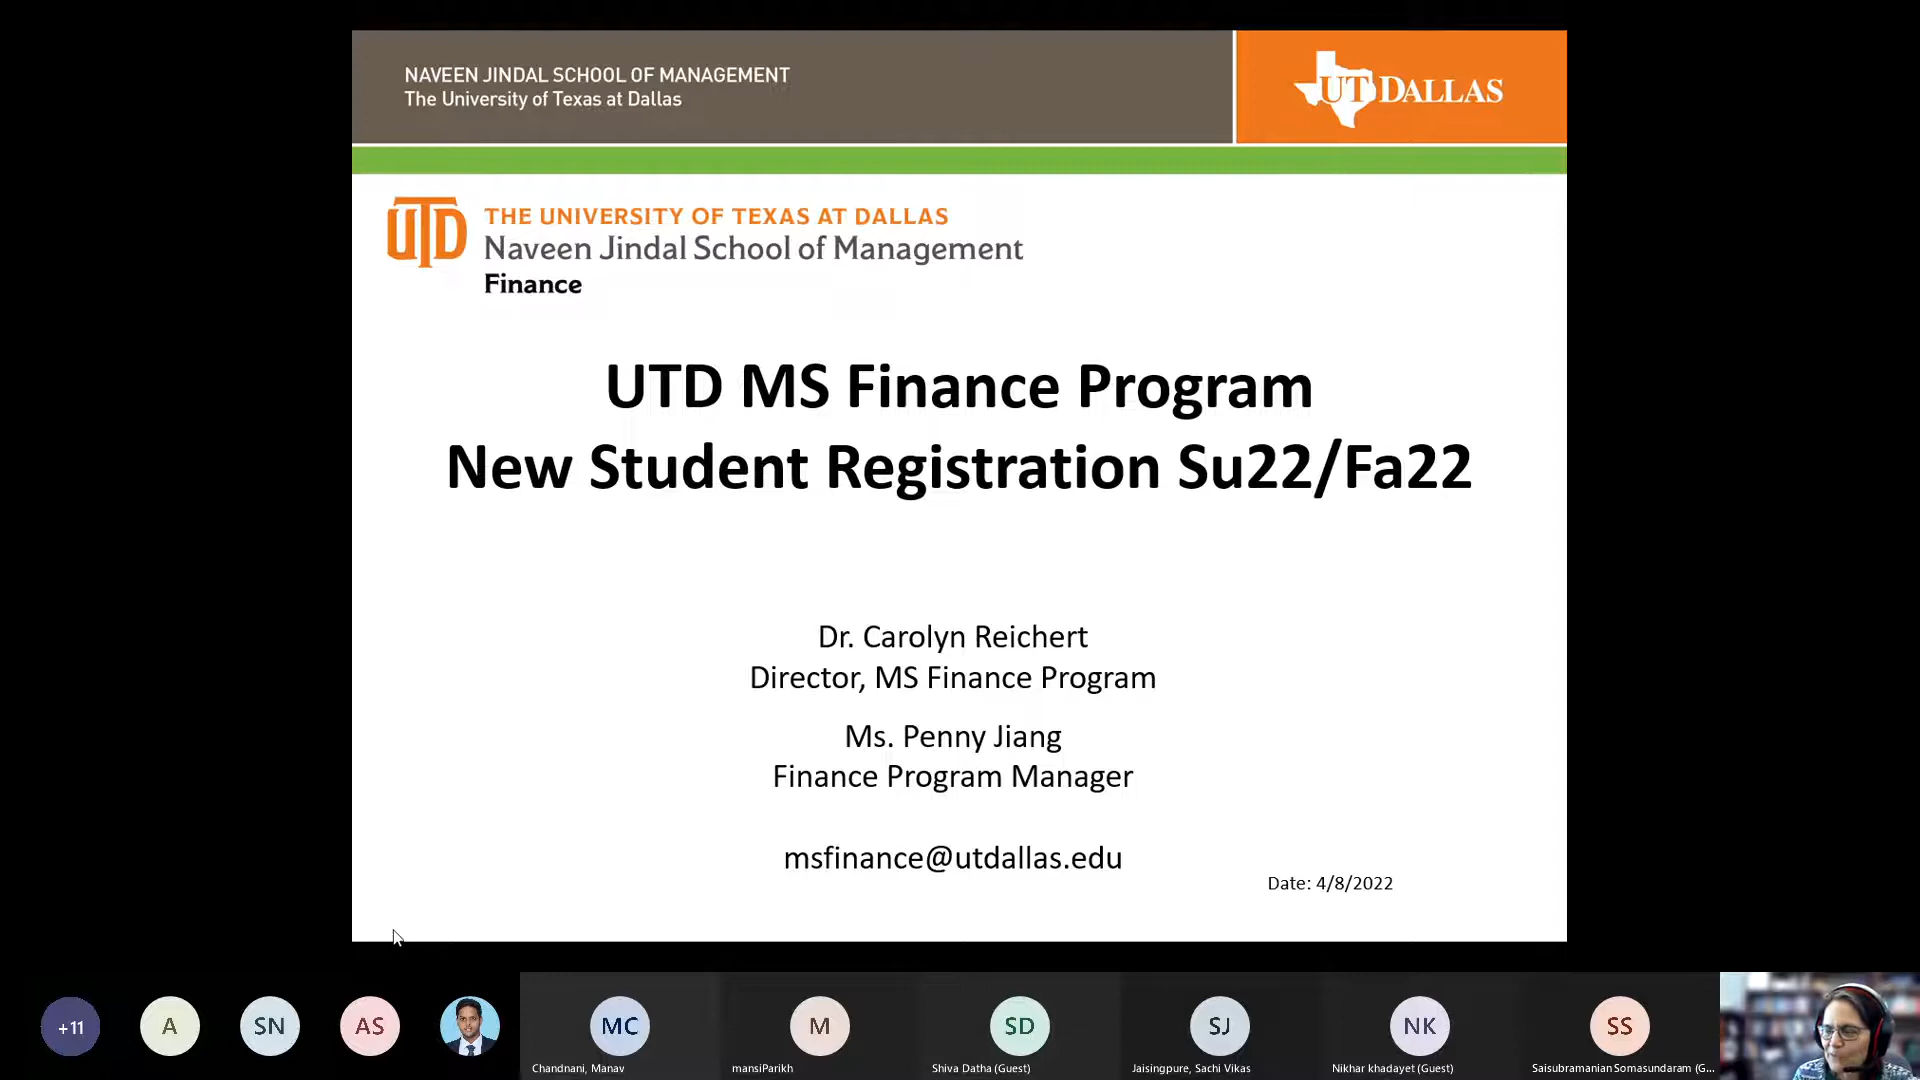 NAVEEN JINDAL SCHOOL OF MANAGEMENT
The University of Texas at Dallas
UT DALLAS
UTD
THE UNIVERSITY OF TEXAS AT DALLAS
Naveen Jindal School of Management
Finance
UTD MS Finance Program
New Student Registration Su22/Fa22
Dr. Carolyn Reichert
Director, MS Finance Program
Ms. Penny Jiang
Finance Program Manager
msfinance@utdallas.edu
Date: 4/8/2022
+11
A
SN
AS
MC
M
SD
SJ
NK
SS
Chandnani, Manav
mansiParikh
Shiva Datha (Guest)
Jaisingpure, Sachi Vikas
Nikhar khadayet (Guest)
Saisubramanian Somasundaram (G...